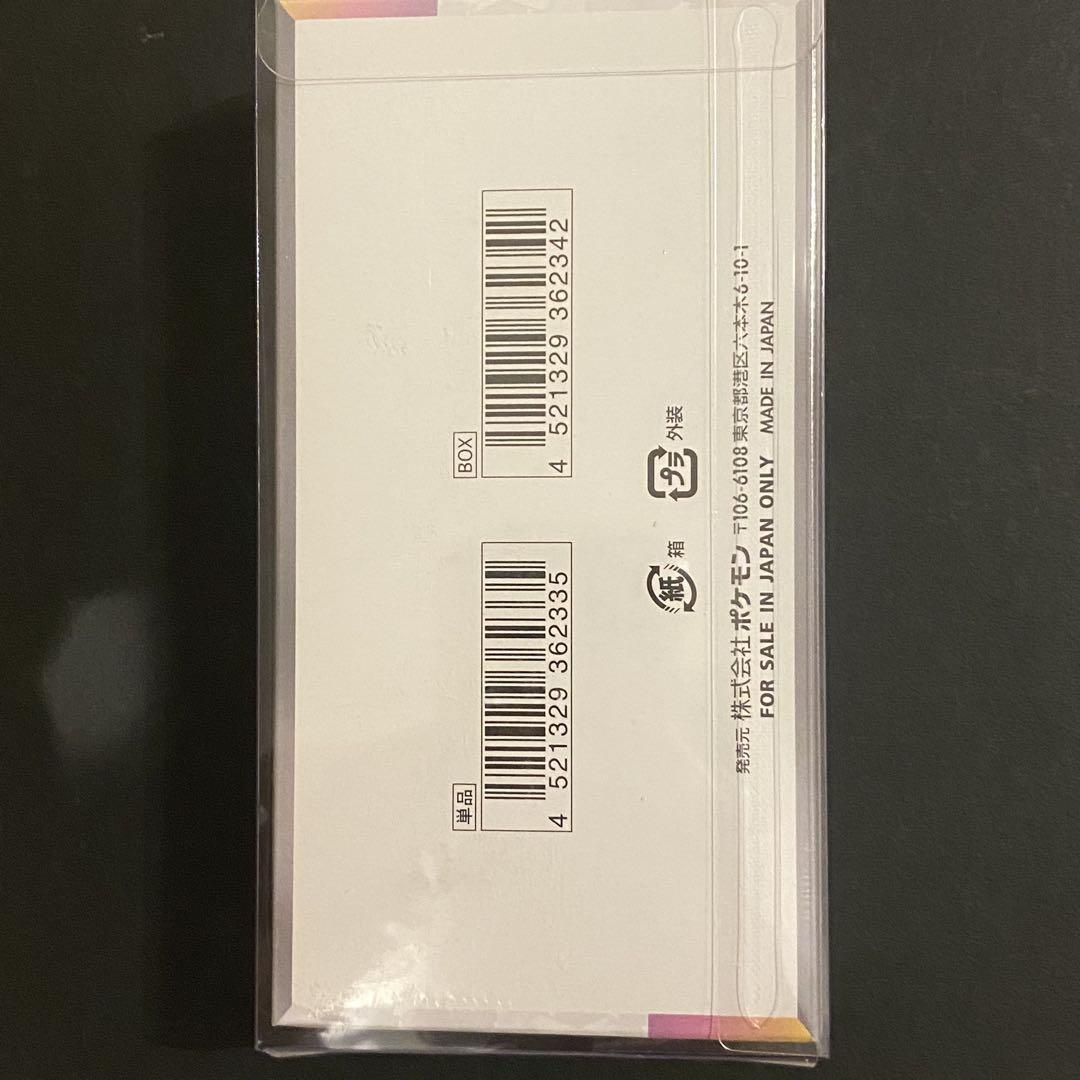 単品
4 521329 362335
BOX
4 521329 362342
紙 箱
プラ 外装
発売元 株式会社ポケモン 〒106-6108 東京都港区六本木6-10-1
FOR SALE IN JAPAN ONLY MADE IN JAPAN